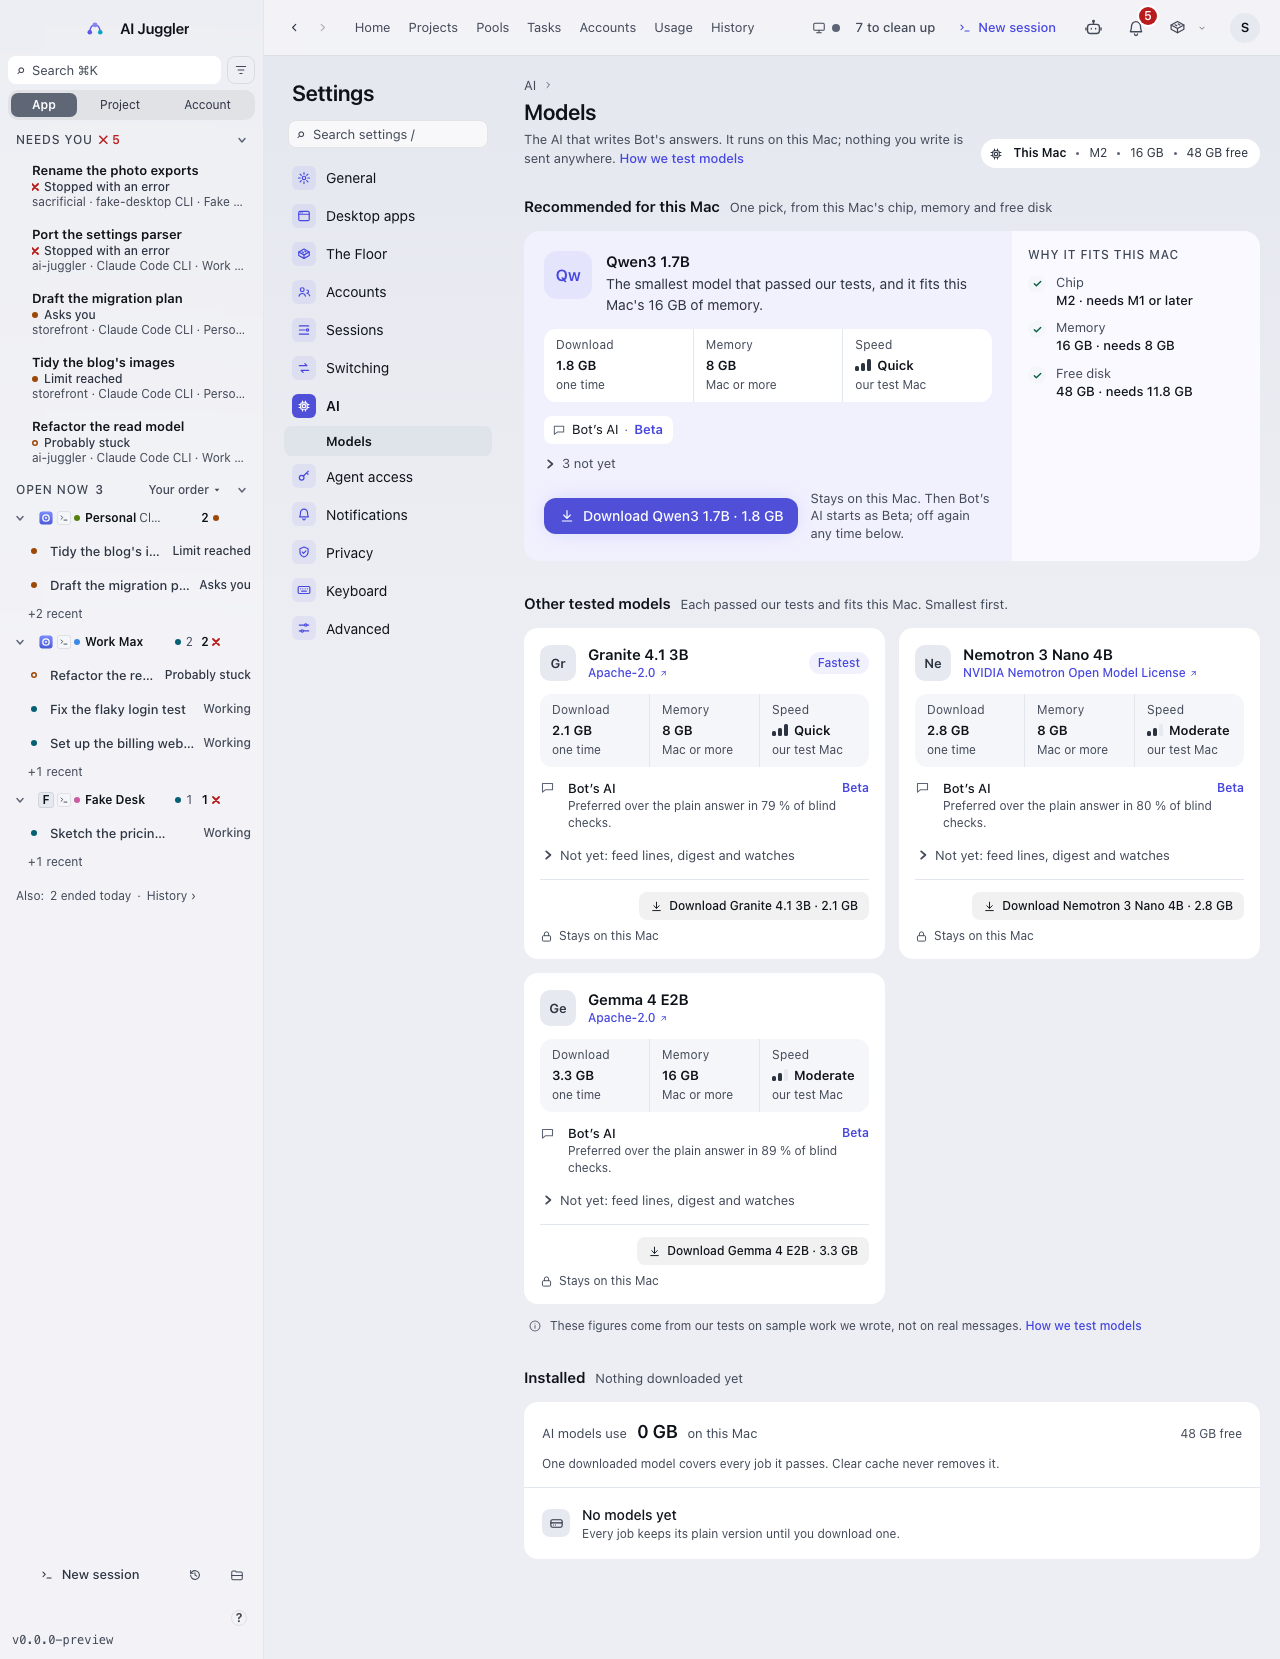 AI Juggler
Search ⌘K
App
Project
Account
NEEDS YOU 5
Rename the photo exports
Stopped with an error
sacrificial · fake-desktop CLI · Fake ...
Port the settings parser
Stopped with an error
ai-juggler · Claude Code CLI · Work ...
Draft the migration plan
Asks you
storefront · Claude Code CLI · Perso...
Tidy the blog's images
Limit reached
storefront · Claude Code CLI · Perso...
Refactor the read model
Probably stuck
ai-juggler · Claude Code CLI · Work ...
OPEN NOW 3
Your order
Personal Cl...
2
Tidy the blog's i...
Limit reached
Draft the migration p...
Asks you
+2 recent
Work Max
2 2
Refactor the re...
Probably stuck
Fix the flaky login test
Working
Set up the billing web...
Working
+1 recent
F
Fake Desk
1 1
Sketch the pricin...
Working
+1 recent
Also: 2 ended today · History ›
New session
?
v0.0.0-preview
Home
Projects
Pools
Tasks
Accounts
Usage
History
7 to clean up
New session
5
S
Settings
Search settings /
General
Desktop apps
The Floor
Accounts
Sessions
Switching
AI
Models
Agent access
Notifications
Privacy
Keyboard
Advanced
AI
Models
The AI that writes Bot's answers. It runs on this Mac; nothing you write is
sent anywhere. How we test models
This Mac • M2 • 16 GB • 48 GB free
Recommended for this Mac
One pick, from this Mac's chip, memory and free disk
Qw
Qwen3 1.7B
The smallest model that passed our tests, and it fits this
Mac's 16 GB of memory.
Download
1.8 GB
one time
Memory
8 GB
Mac or more
Speed
Quick
our test Mac
Bot's AI · Beta
3 not yet
Download Qwen3 1.7B · 1.8 GB
Stays on this Mac. Then Bot's
AI starts as Beta; off again
any time below.
WHY IT FITS THIS MAC
Chip
M2 · needs M1 or later
Memory
16 GB · needs 8 GB
Free disk
48 GB · needs 11.8 GB
Other tested models
Each passed our tests and fits this Mac. Smallest first.
Gr
Granite 4.1 3B
Apache-2.0 ↗
Fastest
Download
2.1 GB
one time
Memory
8 GB
Mac or more
Speed
Quick
our test Mac
Bot's AI
Beta
Preferred over the plain answer in 79 % of blind
checks.
Not yet: feed lines, digest and watches
Download Granite 4.1 3B · 2.1 GB
Stays on this Mac
Ne
Nemotron 3 Nano 4B
NVIDIA Nemotron Open Model License ↗
Download
2.8 GB
one time
Memory
8 GB
Mac or more
Speed
Moderate
our test Mac
Bot's AI
Beta
Preferred over the plain answer in 80 % of blind
checks.
Not yet: feed lines, digest and watches
Download Nemotron 3 Nano 4B · 2.8 GB
Stays on this Mac
Ge
Gemma 4 E2B
Apache-2.0 ↗
Download
3.3 GB
one time
Memory
16 GB
Mac or more
Speed
Moderate
our test Mac
Bot's AI
Beta
Preferred over the plain answer in 89 % of blind
checks.
Not yet: feed lines, digest and watches
Download Gemma 4 E2B · 3.3 GB
Stays on this Mac
These figures come from our tests on sample work we wrote, not on real messages. How we test models
Installed
Nothing downloaded yet
AI models use 0 GB on this Mac
48 GB free
One downloaded model covers every job it passes. Clear cache never removes it.
No models yet
Every job keeps its plain version until you download one.